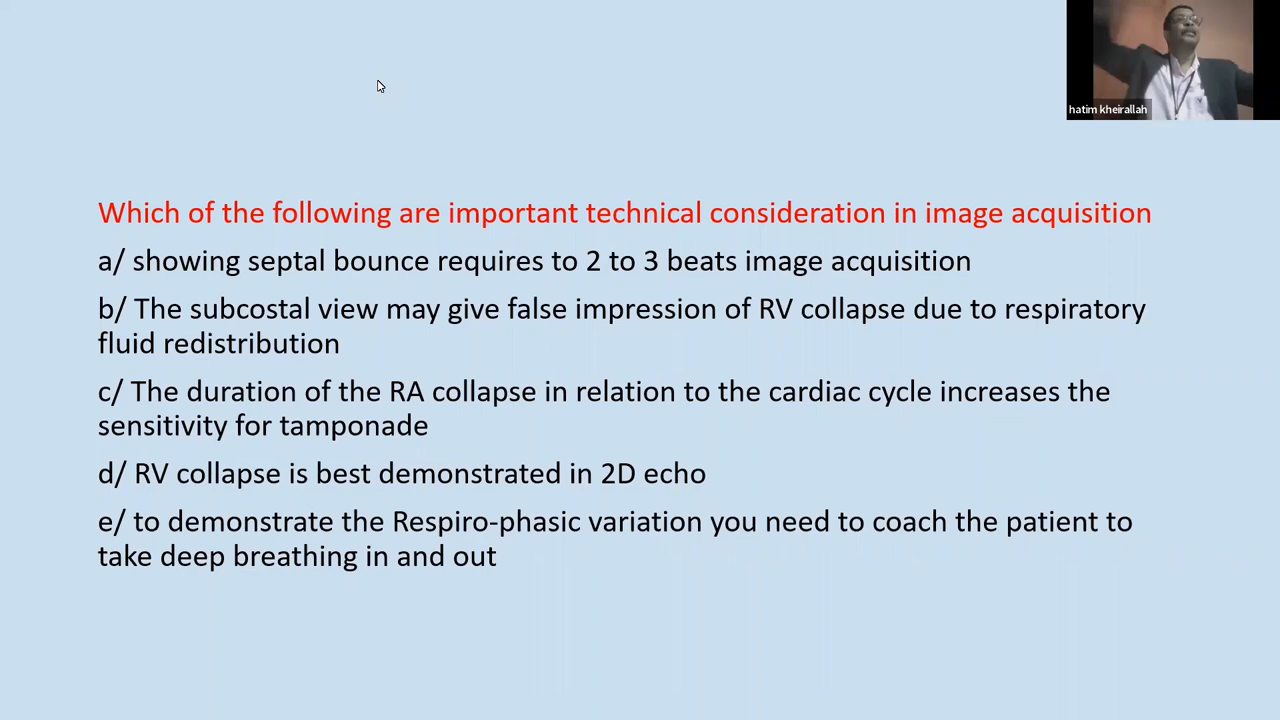 hatim kheirallah
Which of the following are important technical consideration in image acquisition
a/ showing septal bounce requires to 2 to 3 beats image acquisition
b/ The subcostal view may give false impression of RV collapse due to respiratory
fluid redistribution
c/ The duration of the RA collapse in relation to the cardiac cycle increases the
sensitivity for tamponade
d/ RV collapse is best demonstrated in 2D echo
e/ to demonstrate the Respiro-phasic variation you need to coach the patient to
take deep breathing in and out